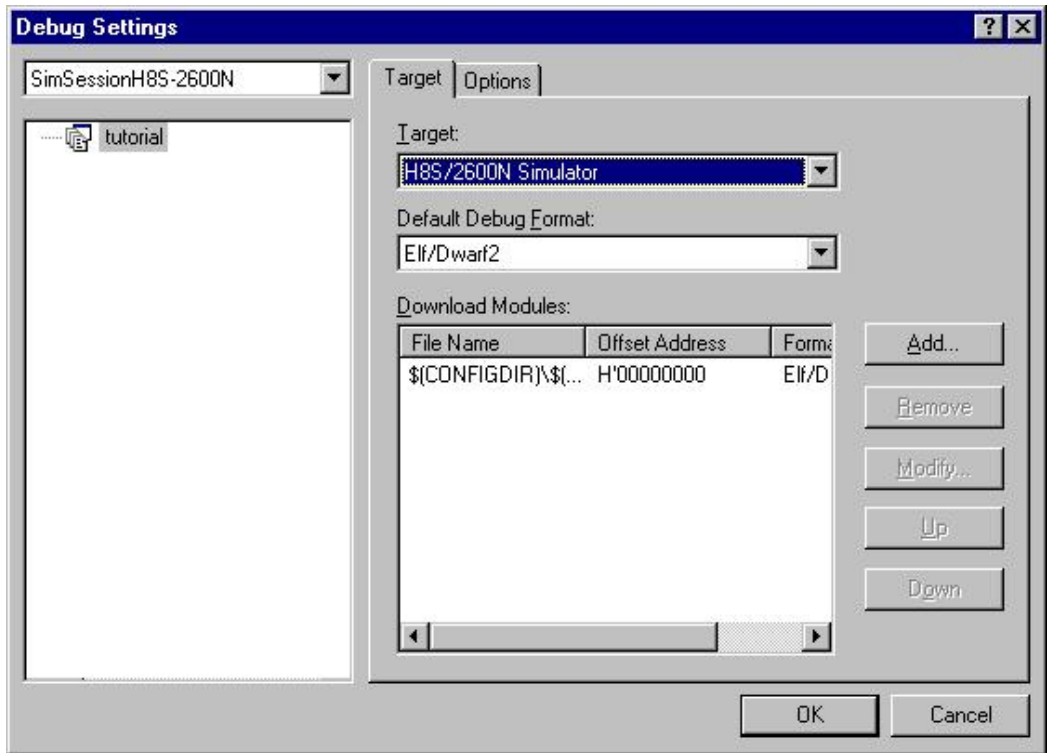 Debug Settings
SimSessionH8S-2600N
tutorial
Target Options
Target:
H8S/2600N Simulator
Default Debug Format:
Elf/Dwarf2
Download Modules:
File Name Offset Address Forma
$(CONFIGDIR)\$(... H'00000000 Elf/D
Add...
Remove
Modify...
Up
Down
OK Cancel